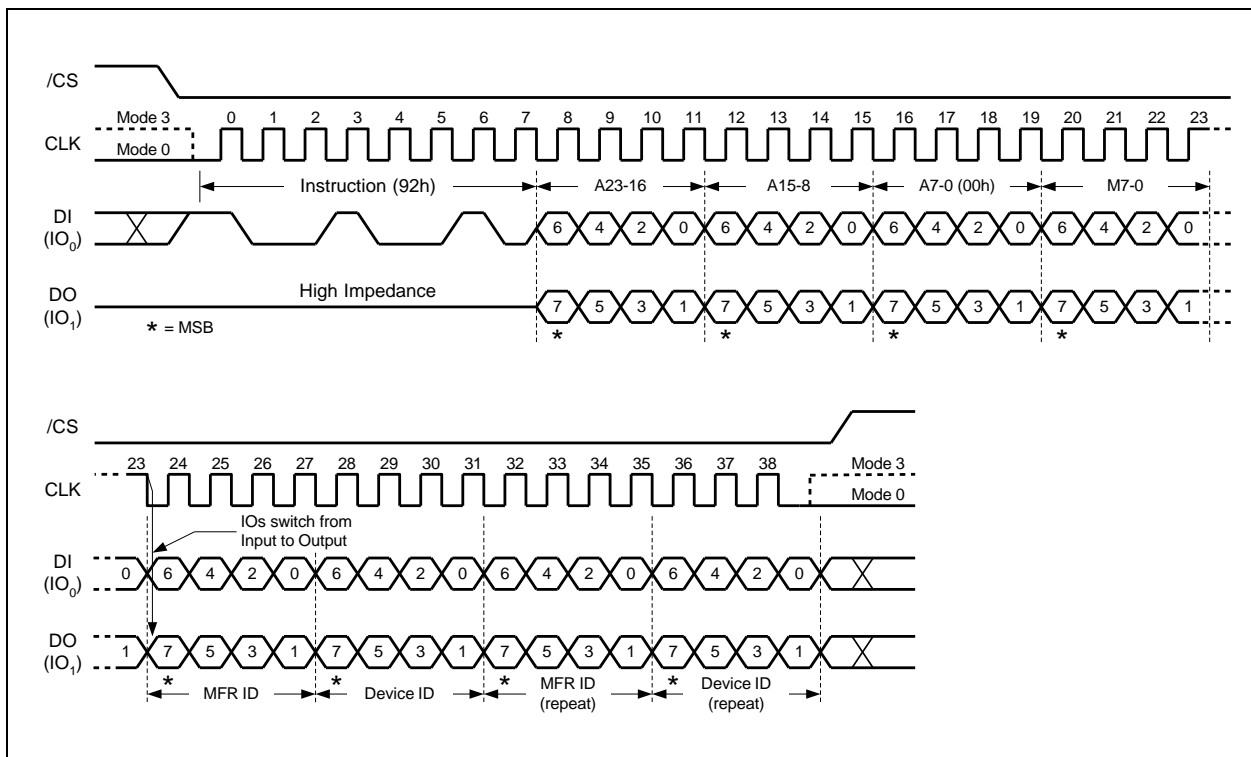 /CS
Mode 3 0 1 2 3 4 5 6 7 8 9 10 11 12 13 14 15 16 17 18 19 20 21 22 23
CLK
Mode 0
Instruction (92h) A23-16 A15-8 A7-0 (00h) M7-0
DI
(IO0) 6 4 2 0 6 4 2 0 6 4 2 0 6 4 2 0
High Impedance
DO
(IO1) 7 5 3 1 7 5 3 1 7 5 3 1 7 5 3 1
* = MSB * * * *
/CS
23 24 25 26 27 28 29 30 31 32 33 34 35 36 37 38 Mode 3
CLK
Mode 0
IOs switch from
Input to Output
DI
(IO0) 0 6 4 2 0 6 4 2 0 6 4 2 0 6 4 2 0
DO
(IO1) 1 7 5 3 1 7 5 3 1 7 5 3 1 7 5 3 1
* * * *
MFR ID Device ID MFR ID
(repeat) Device ID
(repeat)